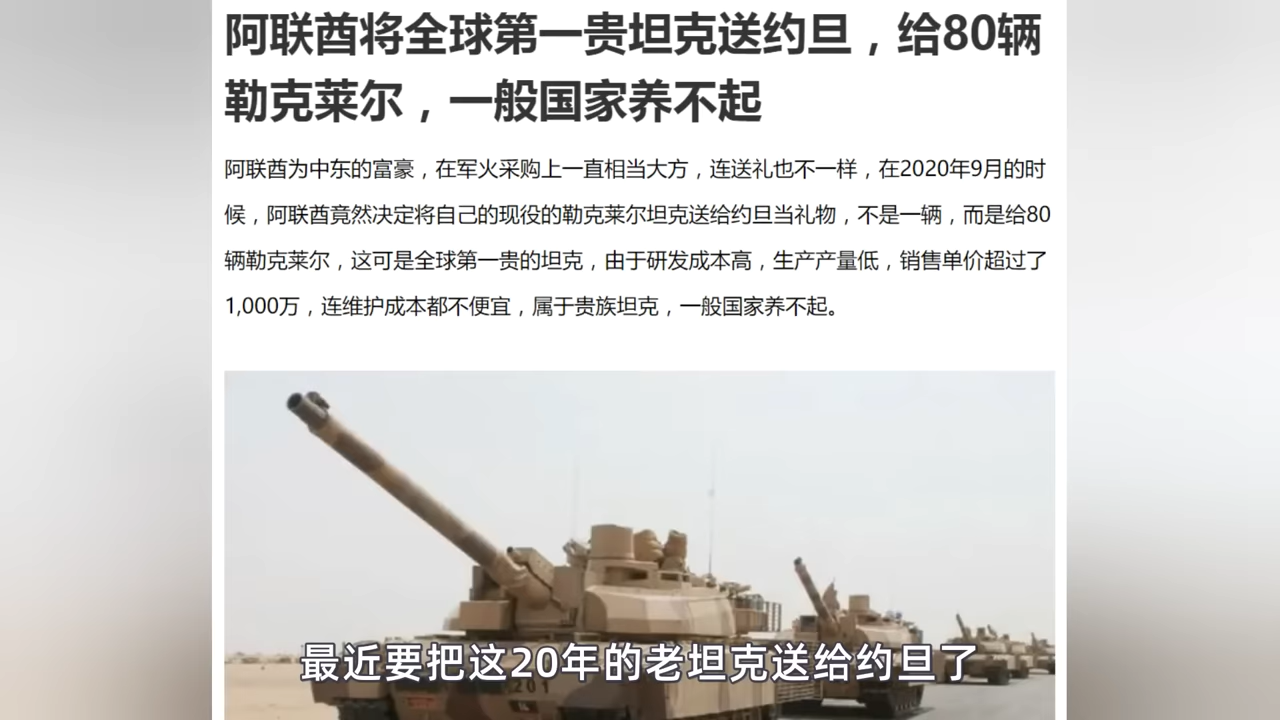 阿联酋将全球第一贵坦克送约旦，给80辆
勒克莱尔，一般国家养不起
阿联酋为中东的富豪，在军火采购上一直相当大方，连送礼也不一样，在2020年9月的时
候，阿联酋竟然决定将自己的现役的勒克莱尔坦克送给约旦当礼物，不是一辆，而是给80
辆勒克莱尔，这可是全球第一贵的坦克，由于研发成本高，生产产量低，销售单价超过了
1,000万，连维护成本都不便宜，属于贵族坦克，一般国家养不起。
最近要把这20年的老坦克送给约旦了
201